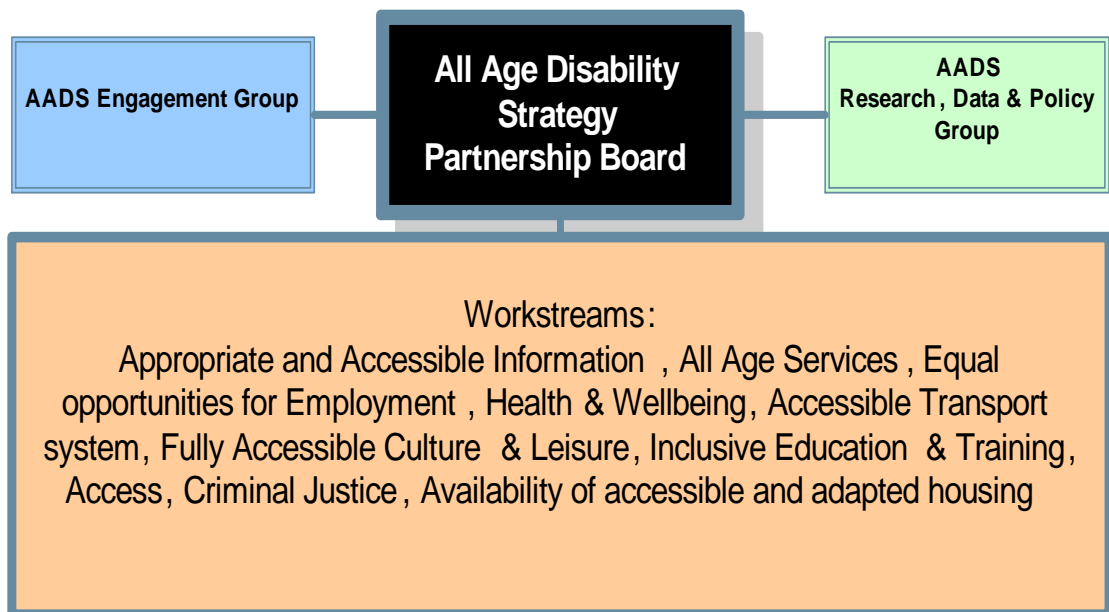 AADS Engagement Group
All Age Disability
Strategy
Partnership Board
AADS
Research, Data & Policy
Group
Workstreams:
Appropriate and Accessible Information , All Age Services , Equal
opportunities for Employment , Health & Wellbeing, Accessible Transport
system, Fully Accessible Culture & Leisure, Inclusive Education & Training,
Access, Criminal Justice, Availability of accessible and adapted housing